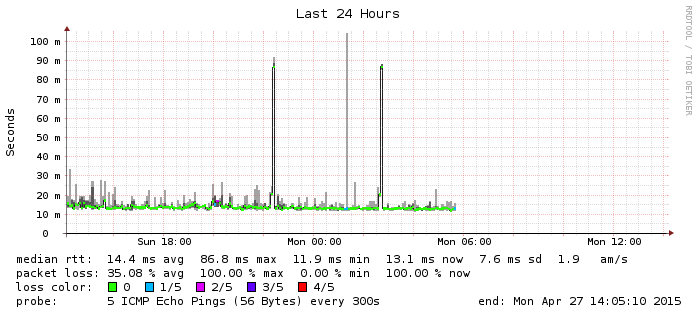 Last 24 Hours
RRDTOOL / TOBI OETIKER
Seconds
100 m
90 m
80 m
70 m
60 m
50 m
40 m
30 m
20 m
10 m
0
Sun 18:00 Mon 00:00 Mon 06:00 Mon 12:00
median rtt: 14.4 ms avg 86.8 ms max 11.9 ms min 13.1 ms now 7.6 ms sd 1.9 am/s
packet loss: 35.08 % avg 100.00 % max 0.00 % min 100.00 % now
loss color: 0 1/5 2/5 3/5 4/5
probe: 5 ICMP Echo Pings (56 Bytes) every 300s end: Mon Apr 27 14:05:10 2015